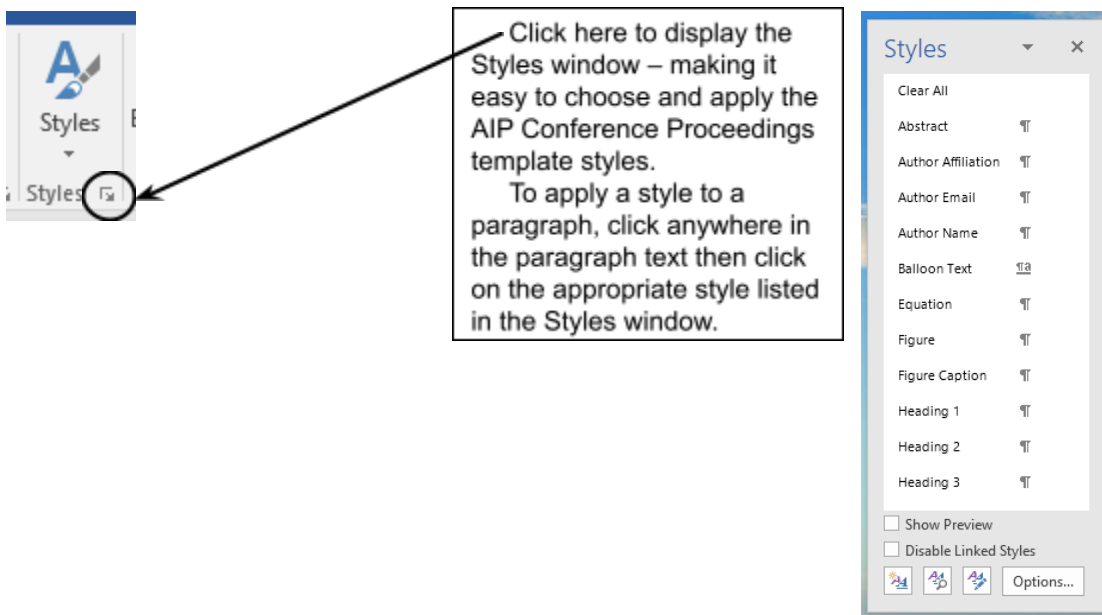 Styles
Styles
Click here to display the
Styles window – making it
easy to choose and apply the
AIP Conference Proceedings
template styles.
To apply a style to a
paragraph, click anywhere in
the paragraph text then click
on the appropriate style listed
in the Styles window.
Styles
Clear All
Abstract ¶
Author Affiliation ¶
Author Email ¶
Author Name ¶
Balloon Text ¶a
Equation ¶
Figure ¶
Figure Caption ¶
Heading 1 ¶
Heading 2 ¶
Heading 3 ¶
Show Preview
Disable Linked Styles
Options...